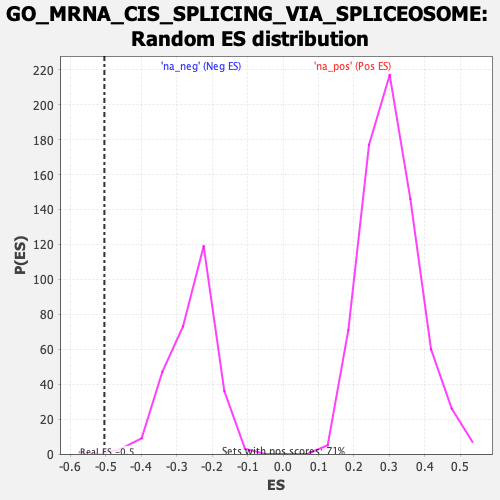 GO_MRNA_CIS_SPLICING_VIA_SPLICEOSOME:
Random ES distribution
'na_neg' (Neg ES) 'na_pos' (Pos ES)
220
200
180
160
140
120
100
80
60
40
20
0
P(ES)
Real ES -0.5
Sets with pos scores: 71%
-0.6 -0.5 -0.4 -0.3 -0.2 -0.1 0.0 0.1 0.2 0.3 0.4 0.5
ES